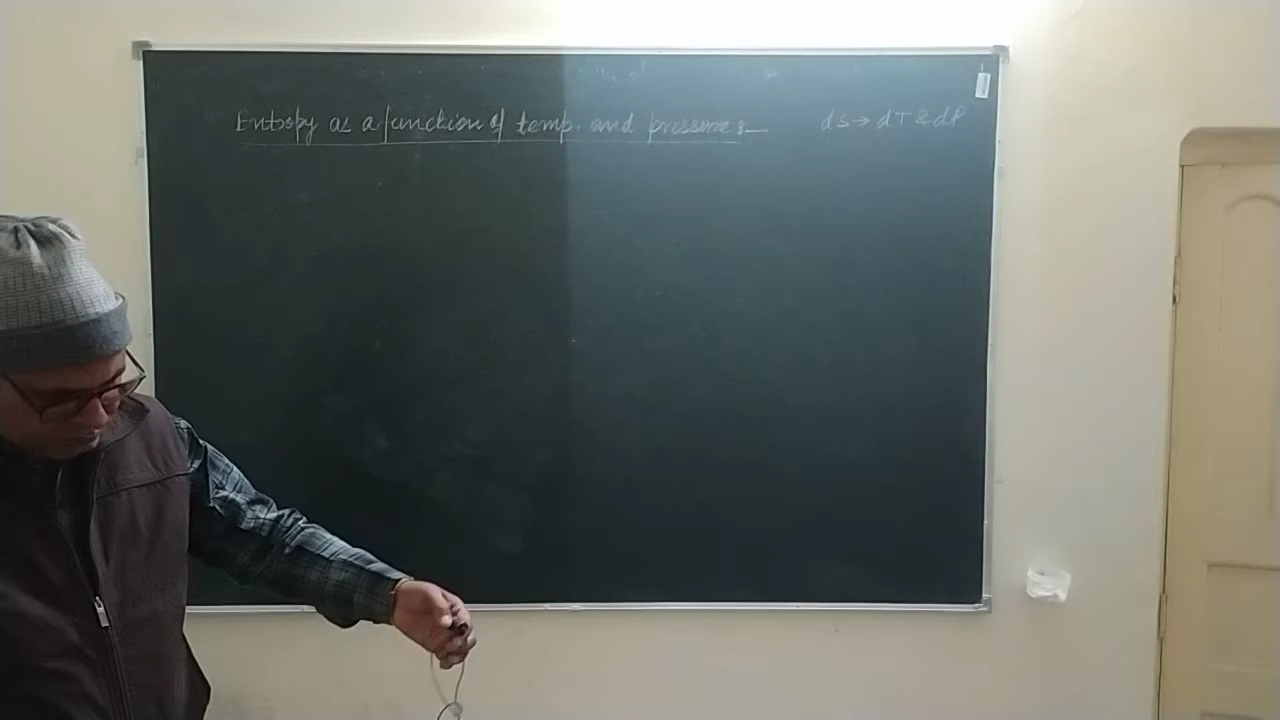 Entropy as a function of temp. and pressure :— dS → dT & dP